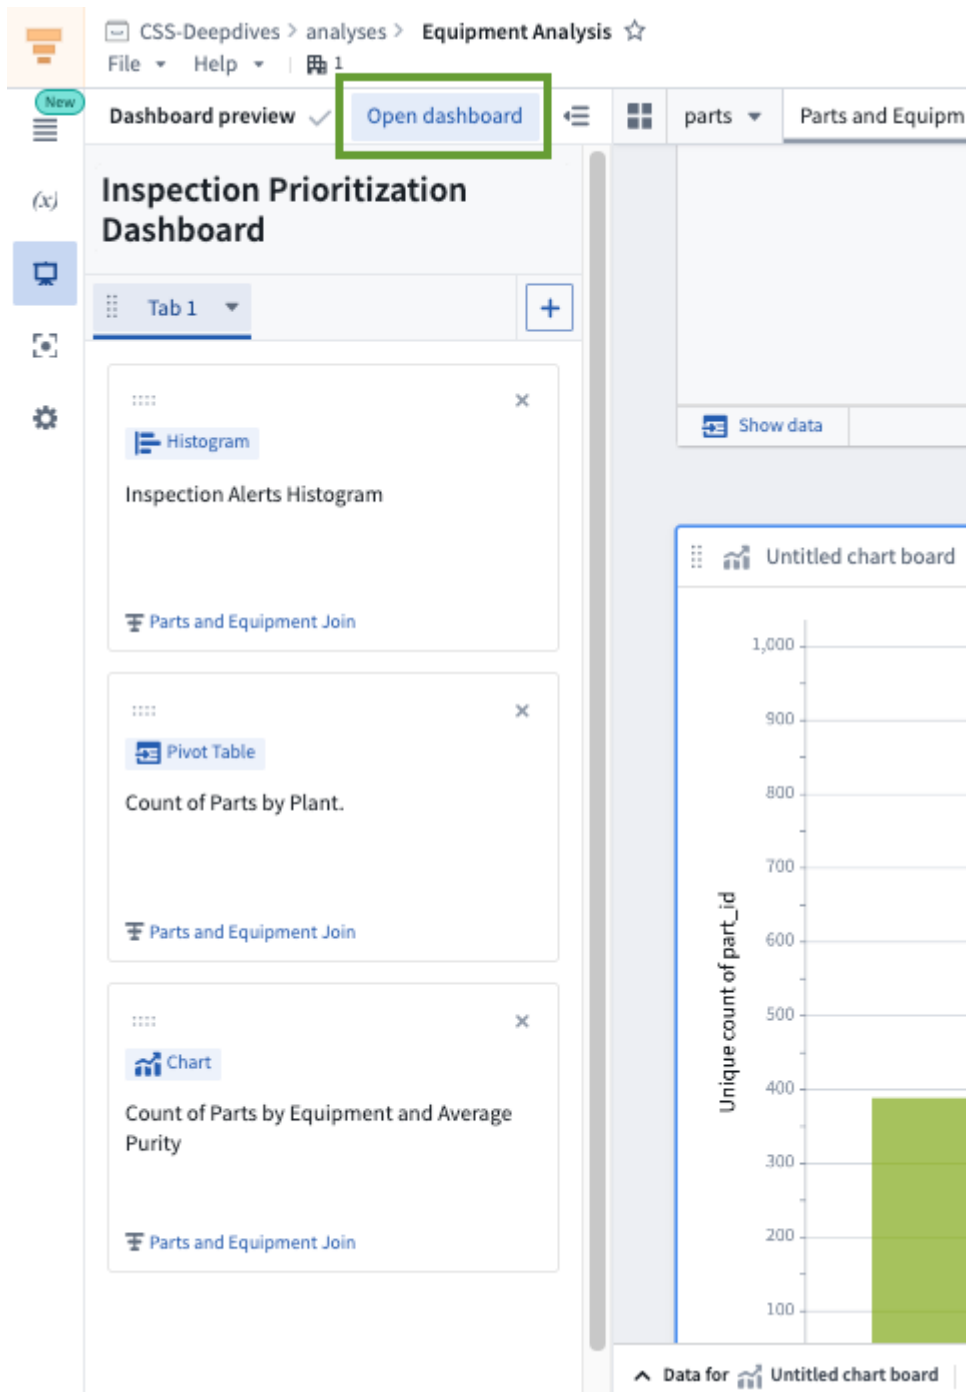 CSS-Deepdives > analyses > Equipment Analysis
File Help 1
New
Dashboard preview Open dashboard parts
(x)
Inspection Prioritization
Dashboard
Tab 1
Histogram
Inspection Alerts Histogram
Parts and Equipment Join
Pivot Table
Count of Parts by Plant.
Parts and Equipment Join
Chart
Count of Parts by Equipment and Average
Purity
Parts and Equipment Join
Parts and Equipm
Show data
Untitled chart board
1,000
900
800
700
600
500
400
300
200
100
Unique count of part_id
Data for Untitled chart board